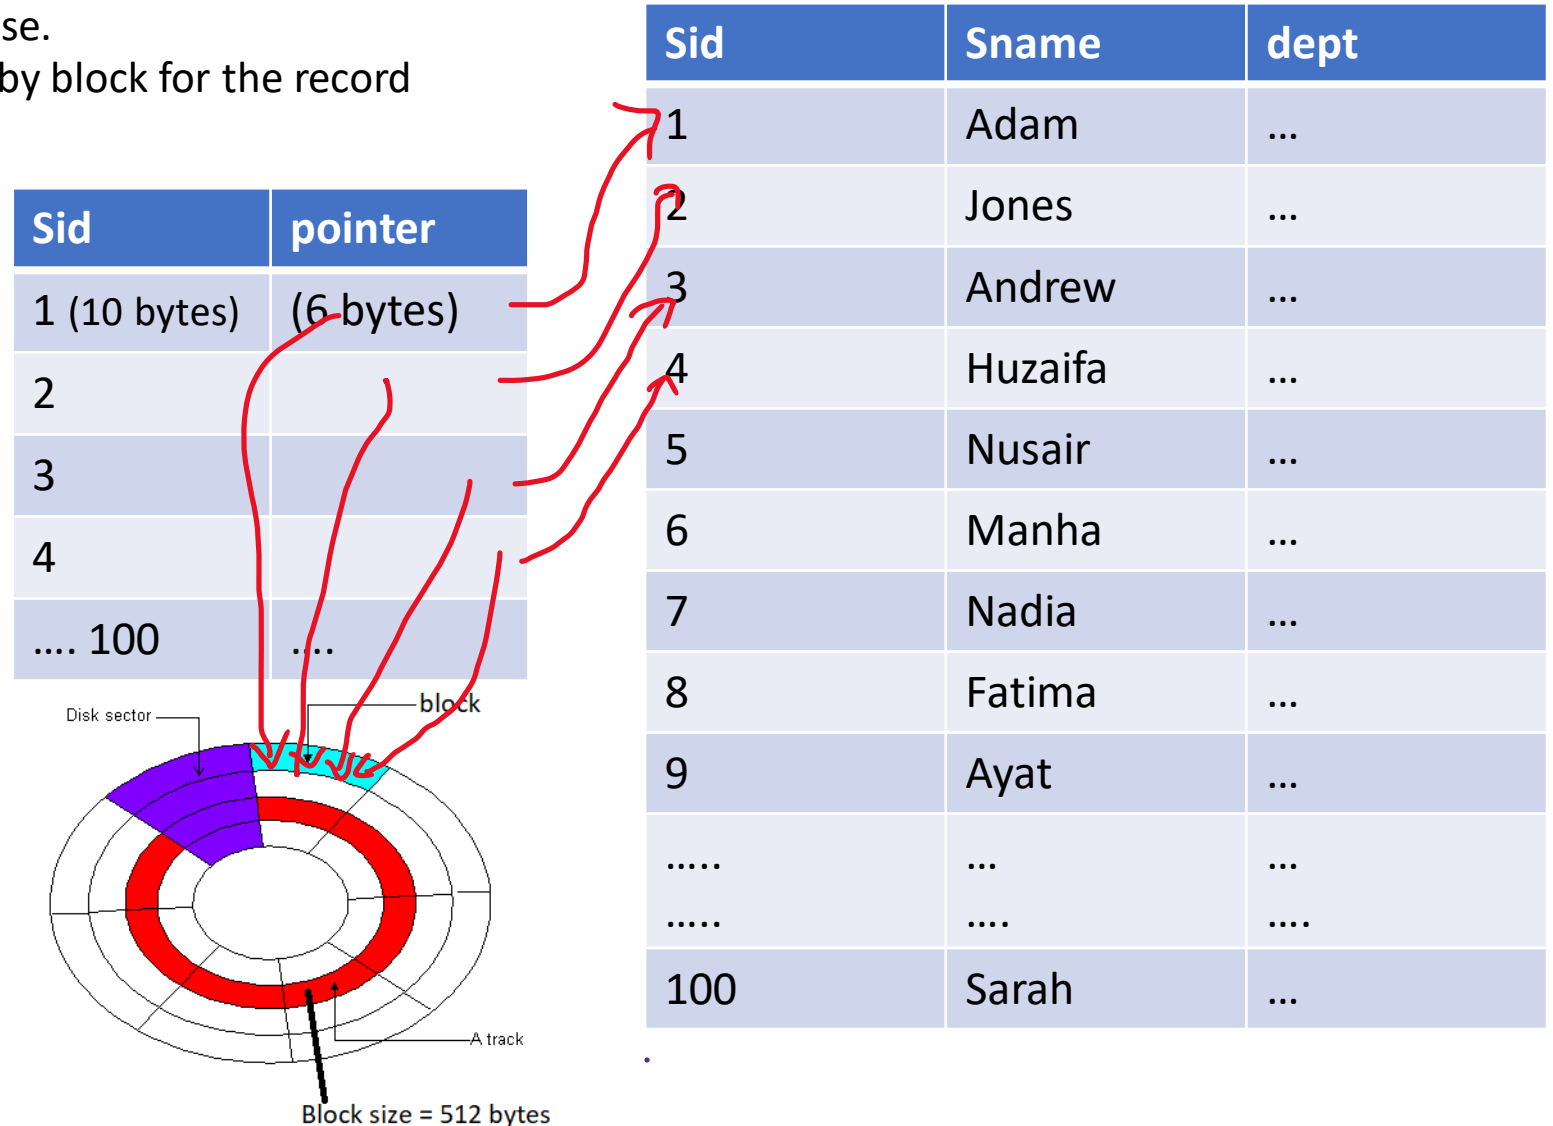 se.
by block for the record
Sid pointer
1 (10 bytes) (6 bytes)
2
3
4
.... 100 ....
Sid Sname dept
1 Adam ...
2 Jones ...
3 Andrew ...
4 Huzaifa ...
5 Nusair ...
6 Manha ...
7 Nadia ...
8 Fatima ...
9 Ayat ...
..... ... ...
..... .... ....
100 Sarah ...
Disk sector
block
A track
Block size = 512 bytes